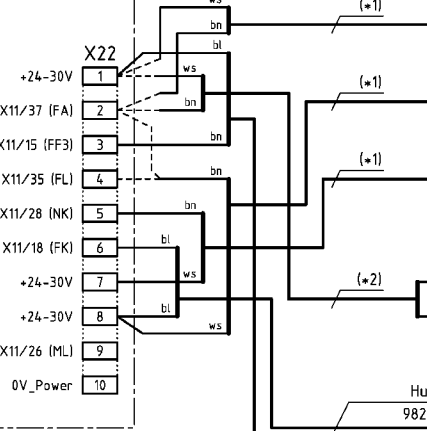 ws
(*1)
bn
bl
X22
ws
+24-30V 1
(*1)
bn
X11/37 (FA) 2
bn
X11/15 (FF3) 3
(*1)
bn
X11/35 (FL) 4
bn
X11/28 (NK) 5
bl
X11/18 (FK) 6
ws
+24-30V 7
(*2)
bl
+24-30V 8
ws
X11/26 (ML) 9
0V_Power 10
Hu
982